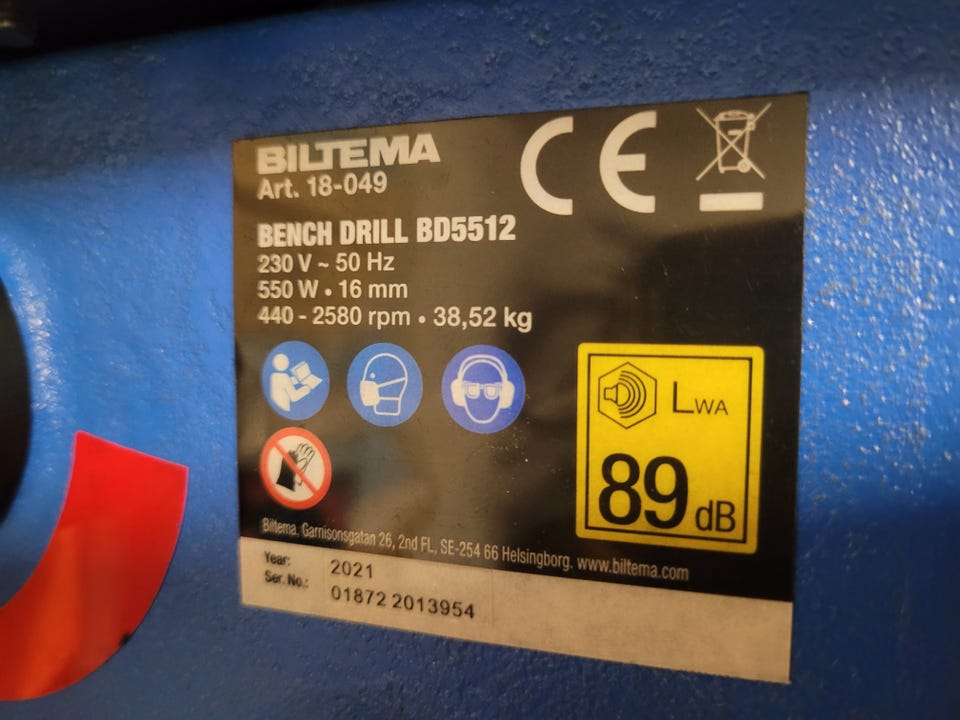 BILTEMA
Art. 18-049
CE
BENCH DRILL BD5512
230 V ~ 50 Hz
550 W • 16 mm
440 - 2580 rpm • 38,52 kg
LWA
89 dB
Biltema, Garnisonsgatan 26, 2nd FL, SE-254 66 Helsingborg. www.biltema.com
Year: 2021
Ser. No.: 01872 2013954